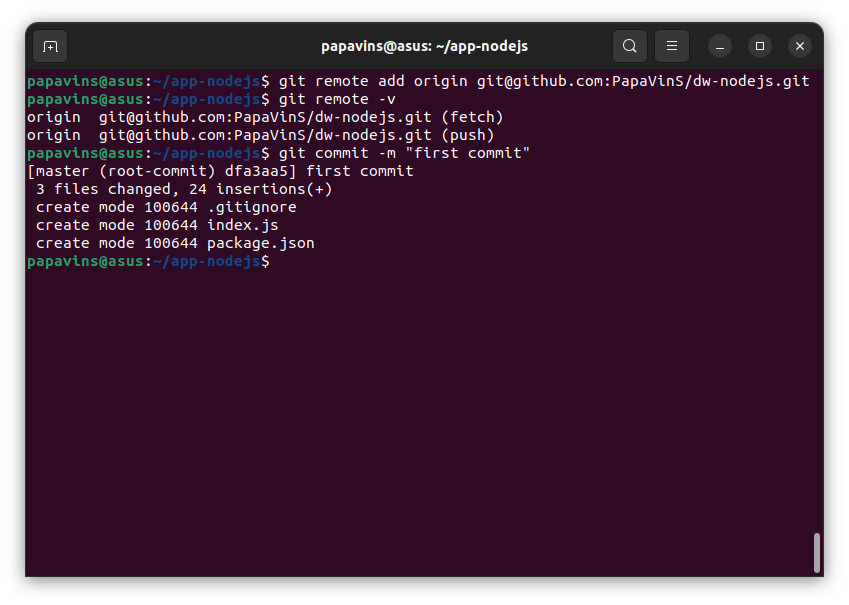 papavins@asus: ~/app-nodejs
papavins@asus:~/app-nodejs$ git remote add origin git@github.com:PapaVinS/dw-nodejs.git
papavins@asus:~/app-nodejs$ git remote -v
origin  git@github.com:PapaVinS/dw-nodejs.git (fetch)
origin  git@github.com:PapaVinS/dw-nodejs.git (push)
papavins@asus:~/app-nodejs$ git commit -m "first commit"
[master (root-commit) dfa3aa5] first commit
 3 files changed, 24 insertions(+)
 create mode 100644 .gitignore
 create mode 100644 index.js
 create mode 100644 package.json
papavins@asus:~/app-nodejs$